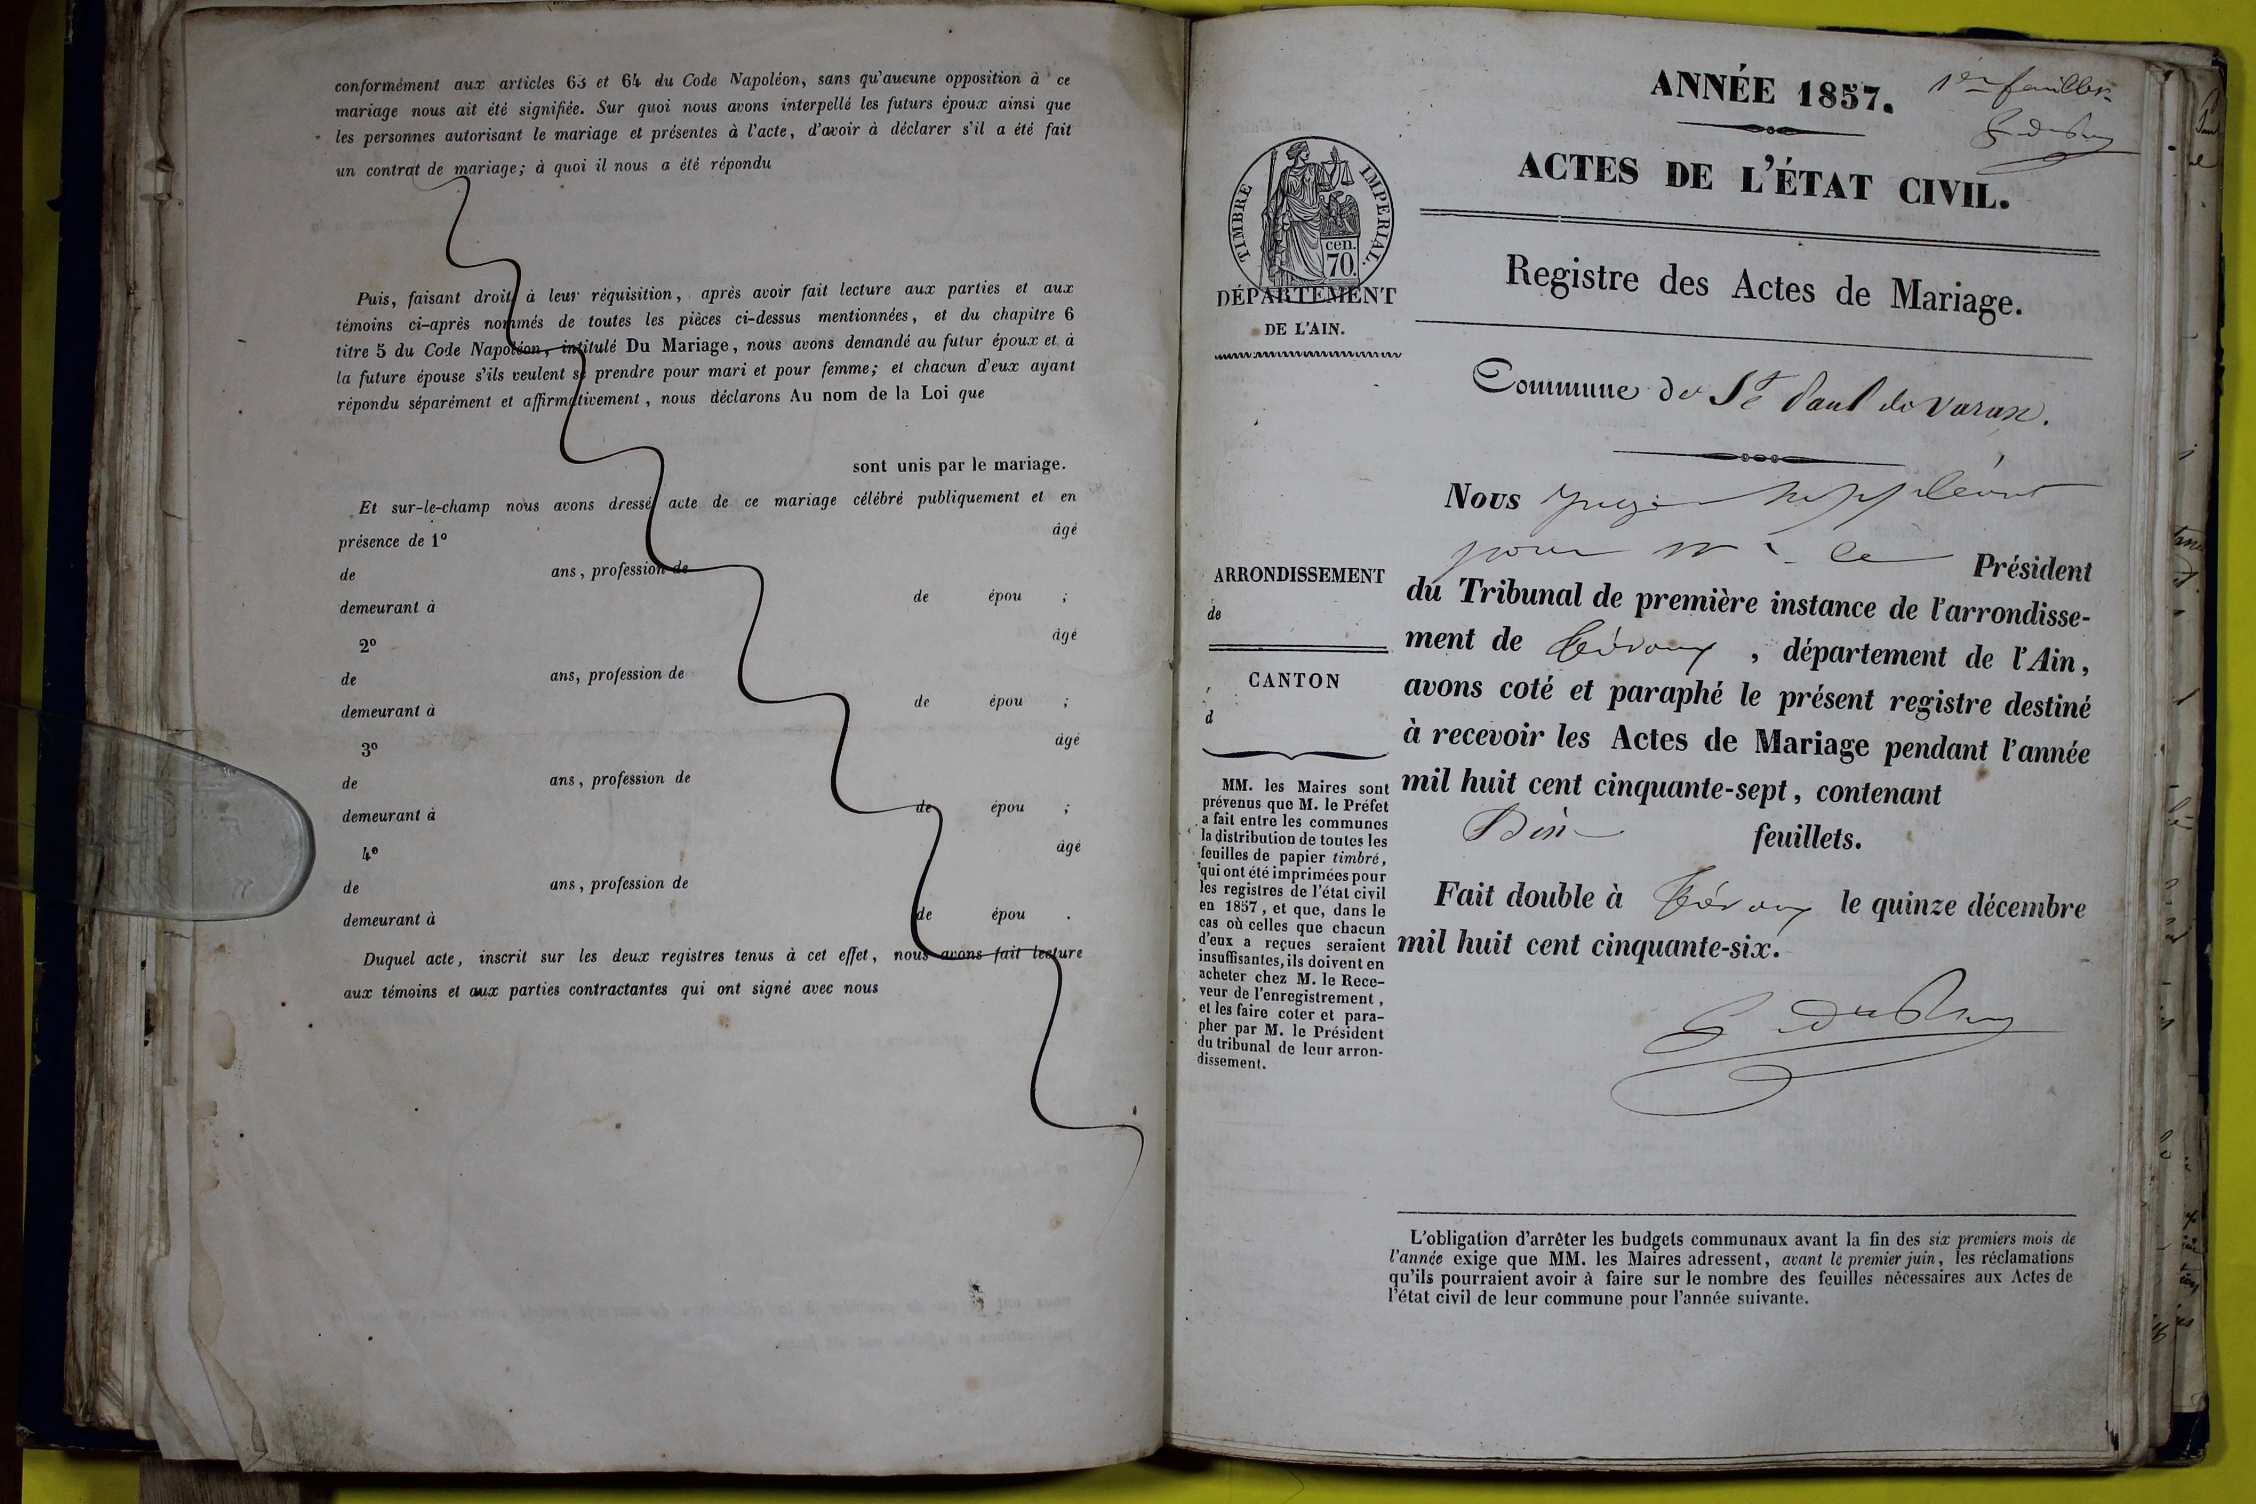 conformément aux articles 63 et 64 du Code Napoléon, sans qu'aucune opposition à ce
mariage nous ait été signifiée. Sur quoi nous avons interpellé les futurs époux ainsi que
les personnes autorisant le mariage et présentes à l'acte, d'avoir à déclarer s'il a été fait
un contrat de mariage; à quoi il nous a été répondu
Puis, faisant droit à leur réquisition, après avoir fait lecture aux parties et aux
témoins ci-après nommés de toutes les pièces ci-dessus mentionnées, et du chapitre 6
titre 5 du Code Napoléon, intitulé Du Mariage, nous avons demandé au futur époux et à
la future épouse s'ils veulent se prendre pour mari et pour femme; et chacun d'eux ayant
répondu séparément et affirmativement, nous déclarons Au nom de la Loi que
sont unis par le mariage.
Et sur-le-champ nous avons dressé acte de ce mariage célébré publiquement et en
présence de 1º âgé
de ans, profession de
demeurant à de épou ;
2º âgé
de ans, profession de
demeurant à de épou ;
3º âgé
de ans, profession de
demeurant à de épou ;
4º âgé
de ans, profession de
demeurant à de épou .
Duquel acte, inscrit sur les deux registres tenus à cet effet, nous avons fait lecture
aux témoins et aux parties contractantes qui ont signé avec nous
ANNÉE 1857.
1er feuillet
ACTES DE L'ÉTAT CIVIL.
TIMBRE IMPERIAL.
cen.
70.
DÉPARTEMENT
DE L'AIN.
Registre des Actes de Mariage.
Commune de St Paul de Varax.
Nous Juge suppléant
pour Mr le Président
du Tribunal de première instance de l'arrondisse-
ment de Trévoux, département de l'Ain,
avons coté et paraphé le présent registre destiné
à recevoir les Actes de Mariage pendant l'année
mil huit cent cinquante-sept, contenant
Dix feuillets.
Fait double à Trévoux le quinze décembre
mil huit cent cinquante-six.
ARRONDISSEMENT
de
CANTON
d
MM. les Maires sont
prévenus que M. le Préfet
a fait entre les communes
la distribution de toutes les
feuilles de papier timbré,
qui ont été imprimées pour
les registres de l'état civil
en 1857, et que, dans le
cas où celles que chacun
d'eux a reçues seraient
insuffisantes, ils doivent en
acheter chez M. le Rece-
veur de l'enregistrement,
et les faire coter et para-
pher par M. le Président
du tribunal de leur arron-
dissement.
L'obligation d'arrêter les budgets communaux avant la fin des six premiers mois de
l'année exige que MM. les Maires adressent, avant le premier juin, les réclamations
qu'ils pourraient avoir à faire sur le nombre des feuilles nécessaires aux Actes de
l'état civil de leur commune pour l'année suivante.